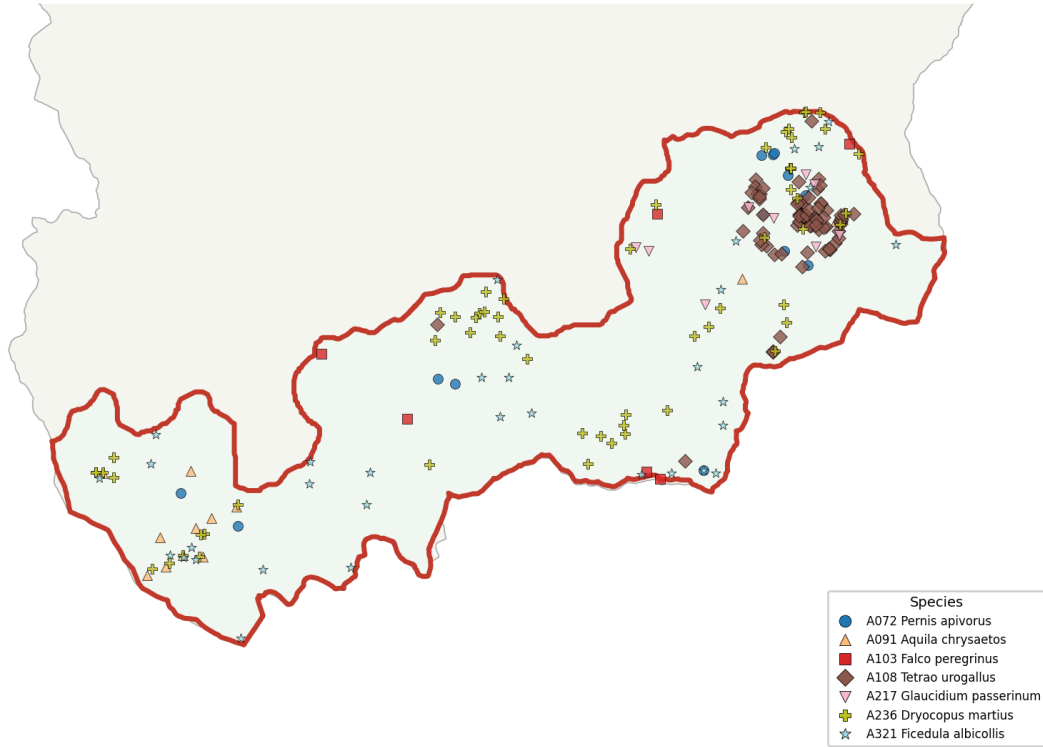 Species
A072 Pernis apivorus
A091 Aquila chrysaetos
A103 Falco peregrinus
A108 Tetrao urogallus
A217 Glaucidium passerinum
A236 Dryocopus martius
A321 Ficedula albicollis